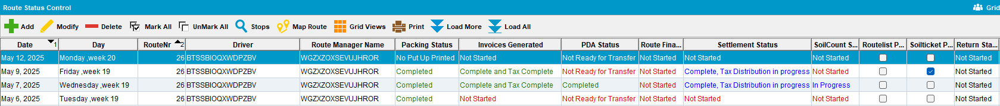 Route Status Control Grid
Add Modify Delete Mark All UnMark All Stops Map Route Grid Views Print Load More Load All
Date 1 Day RouteNr 2 Driver Route Manager Name Packing Status Invoices Generated PDA Status Route Fina... Settlement Status SoilCount S... Routelist P... Soilticket P... Return Sta...
May 12, 2025 Monday ,week 20 26 BTSSBIOQXWDPZBV WGZXZOXSEVUJHROR No Put Up Printed Not Started Not Ready for Transfer Not Started Not Started Not Started Not Started
May 9, 2025 Friday ,week 19 26 BTSSBIOQXWDPZBV WGZXZOXSEVUJHROR Completed Complete and Tax Complete Not Ready for Transfer Not Started Complete, Tax Distribution in progress Not Started Not Started
May 7, 2025 Wednesday ,week 19 26 BTSSBIOQXWDPZBV WGZXZOXSEVUJHROR Completed Complete and Tax Complete Completed Not Started Complete, Tax Distribution in progress In Progress Not Started
May 6, 2025 Tuesday ,week 19 26 BTSSBIOQXWDPZBV WGZXZOXSEVUJHROR Completed Not Started Not Ready for Transfer Not Started Not Started Not Started Not Started